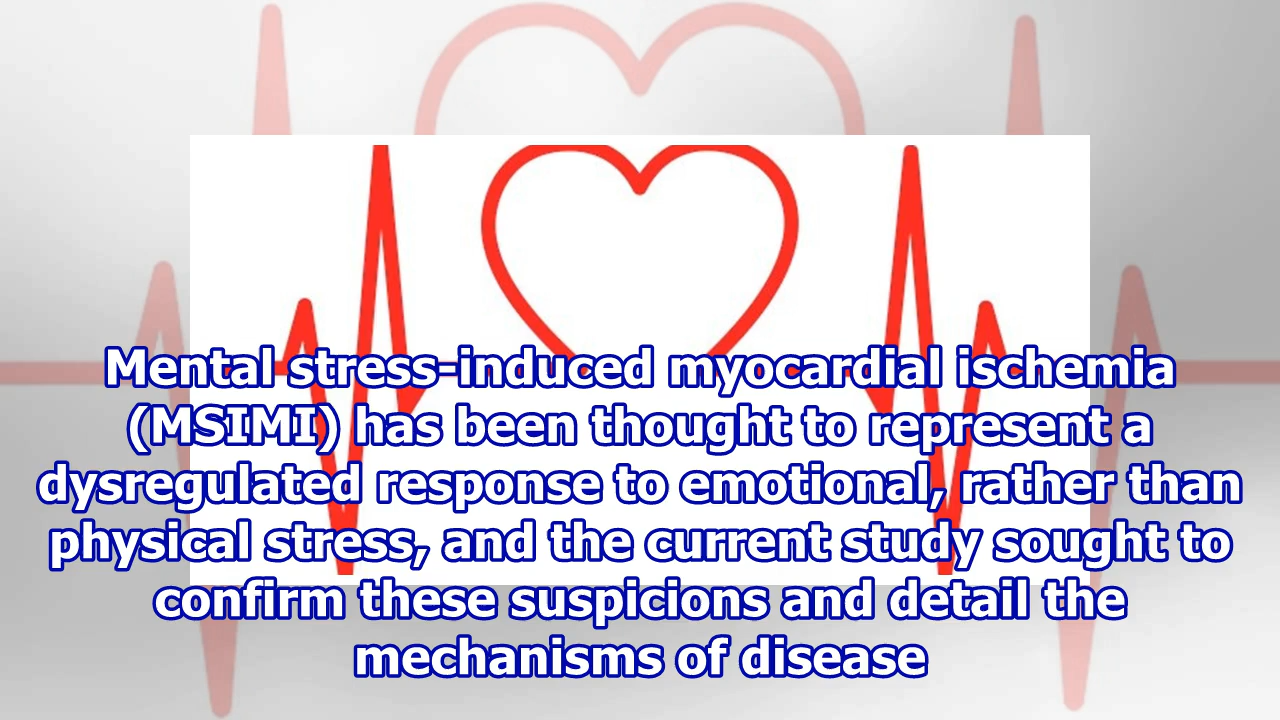 Mental stress-induced myocardial ischemia
(MSIMI) has been thought to represent a
dysregulated response to emotional, rather than
physical stress, and the current study sought to
confirm these suspicions and detail the
mechanisms of disease